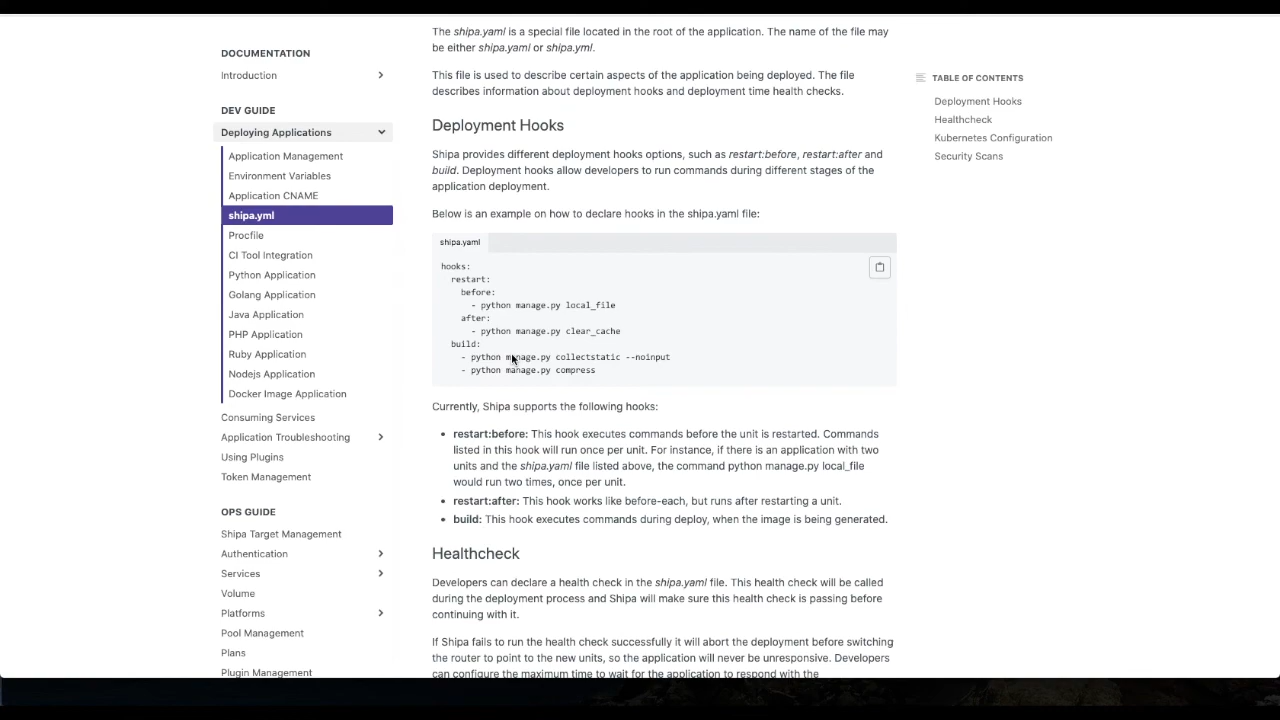 DOCUMENTATION
Introduction
DEV GUIDE
Deploying Applications
Application Management
Environment Variables
Application CNAME
shipa.yml
Procfile
CI Tool Integration
Python Application
Golang Application
Java Application
PHP Application
Ruby Application
Nodejs Application
Docker Image Application
Consuming Services
Application Troubleshooting
Using Plugins
Token Management
OPS GUIDE
Shipa Target Management
Authentication
Services
Volume
Platforms
Pool Management
Plans
Plugin Management
The shipa.yaml is a special file located in the root of the application. The name of the file may
be either shipa.yaml or shipa.yml.
This file is used to describe certain aspects of the application being deployed. The file
describes information about deployment hooks and deployment time health checks.
Deployment Hooks
Shipa provides different deployment hooks options, such as restart:before, restart:after and
build. Deployment hooks allow developers to run commands during different stages of the
application deployment.
Below is an example on how to declare hooks in the shipa.yaml file:
shipa.yaml
hooks:
  restart:
    before:
      - python manage.py local_file
    after:
      - python manage.py clear_cache
  build:
    - python manage.py collectstatic --noinput
    - python manage.py compress
Currently, Shipa supports the following hooks:
• restart:before: This hook executes commands before the unit is restarted. Commands
listed in this hook will run once per unit. For instance, if there is an application with two
units and the shipa.yaml file listed above, the command python manage.py local_file
would run two times, once per unit.
• restart:after: This hook works like before-each, but runs after restarting a unit.
• build: This hook executes commands during deploy, when the image is being generated.
Healthcheck
Developers can declare a health check in the shipa.yaml file. This health check will be called
during the deployment process and Shipa will make sure this health check is passing before
continuing with it.
If Shipa fails to run the health check successfully it will abort the deployment before switching
the router to point to the new units, so the application will never be unresponsive. Developers
can configure the maximum time to wait for the application to respond with the
TABLE OF CONTENTS
Deployment Hooks
Healthcheck
Kubernetes Configuration
Security Scans